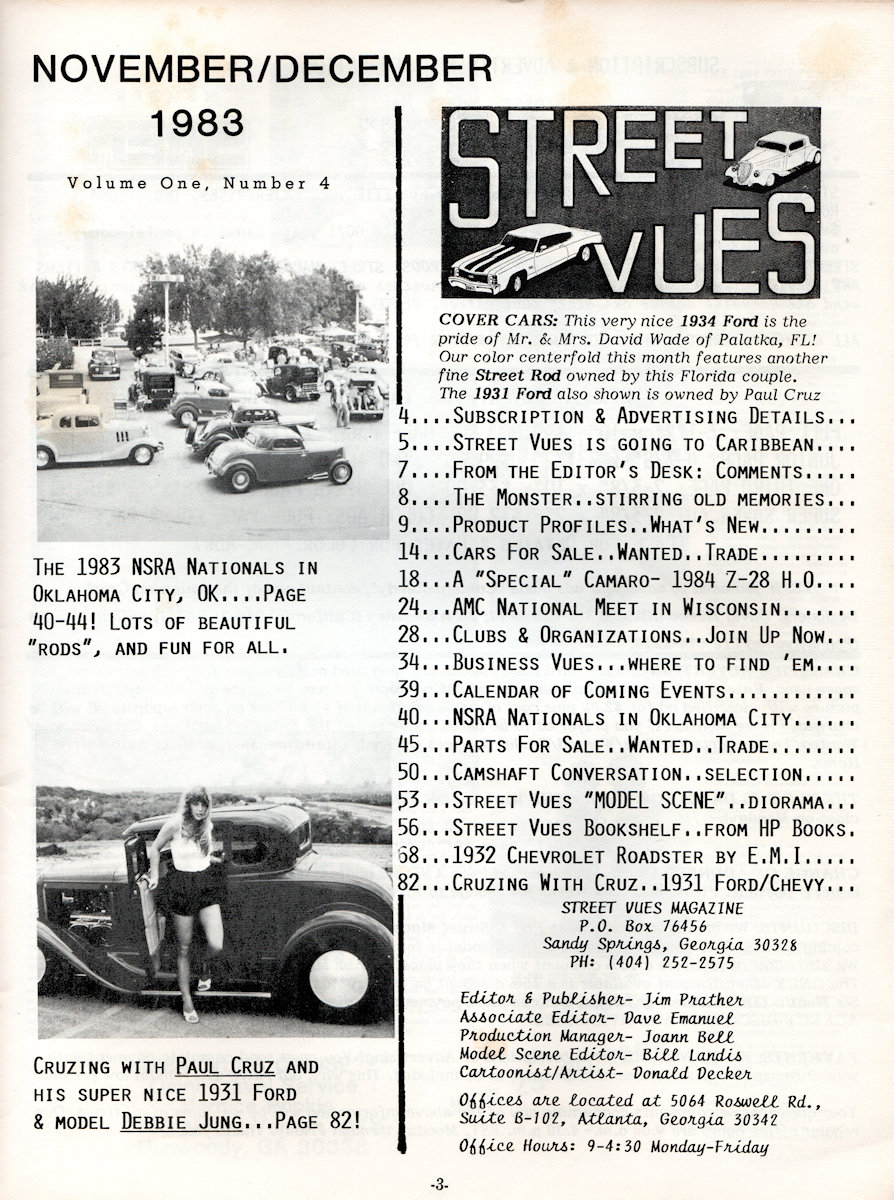 NOVEMBER/DECEMBER
1983
Volume One, Number 4
STREET
VUES
COVER CARS: This very nice 1934 Ford is the
pride of Mr. & Mrs. David Wade of Palatka, FL!
Our color centerfold this month features another
fine Street Rod owned by this Florida couple.
The 1931 Ford also shown is owned by Paul Cruz
4....SUBSCRIPTION & ADVERTISING DETAILS...
5....STREET VUES IS GOING TO CARIBBEAN....
7....FROM THE EDITOR'S DESK: COMMENTS.....
8....THE MONSTER..STIRRING OLD MEMORIES...
9....PRODUCT PROFILES..WHAT'S NEW.........
14...CARS FOR SALE..WANTED..TRADE.........
18...A "SPECIAL" CAMARO- 1984 Z-28 H.O....
24...AMC NATIONAL MEET IN WISCONSIN.......
28...CLUBS & ORGANIZATIONS..JOIN UP NOW...
34...BUSINESS VUES...WHERE TO FIND 'EM....
39...CALENDAR OF COMING EVENTS............
40...NSRA NATIONALS IN OKLAHOMA CITY......
45...PARTS FOR SALE..WANTED..TRADE........
50...CAMSHAFT CONVERSATION..SELECTION.....
53...STREET VUES "MODEL SCENE"..DIORAMA...
56...STREET VUES BOOKSHELF..FROM HP BOOKS.
68...1932 CHEVROLET ROADSTER BY E.M.I.....
82...CRUZING WITH CRUZ..1931 FORD/CHEVY...
THE 1983 NSRA NATIONALS IN
OKLAHOMA CITY, OK....PAGE
40-44! LOTS OF BEAUTIFUL
"RODS", AND FUN FOR ALL.
CRUZING WITH PAUL CRUZ AND
HIS SUPER NICE 1931 FORD
& MODEL DEBBIE JUNG...PAGE 82!
STREET VUES MAGAZINE
P.O. Box 76456
Sandy Springs, Georgia 30328
PH: (404) 252-2575
Editor & Publisher- Jim Prather
Associate Editor- Dave Emanuel
Production Manager- Joann Bell
Model Scene Editor- Bill Landis
Cartoonist/Artist- Donald Decker
Offices are located at 5064 Roswell Rd.,
Suite B-102, Atlanta, Georgia 30342
Office Hours: 9-4:30 Monday-Friday
-3-